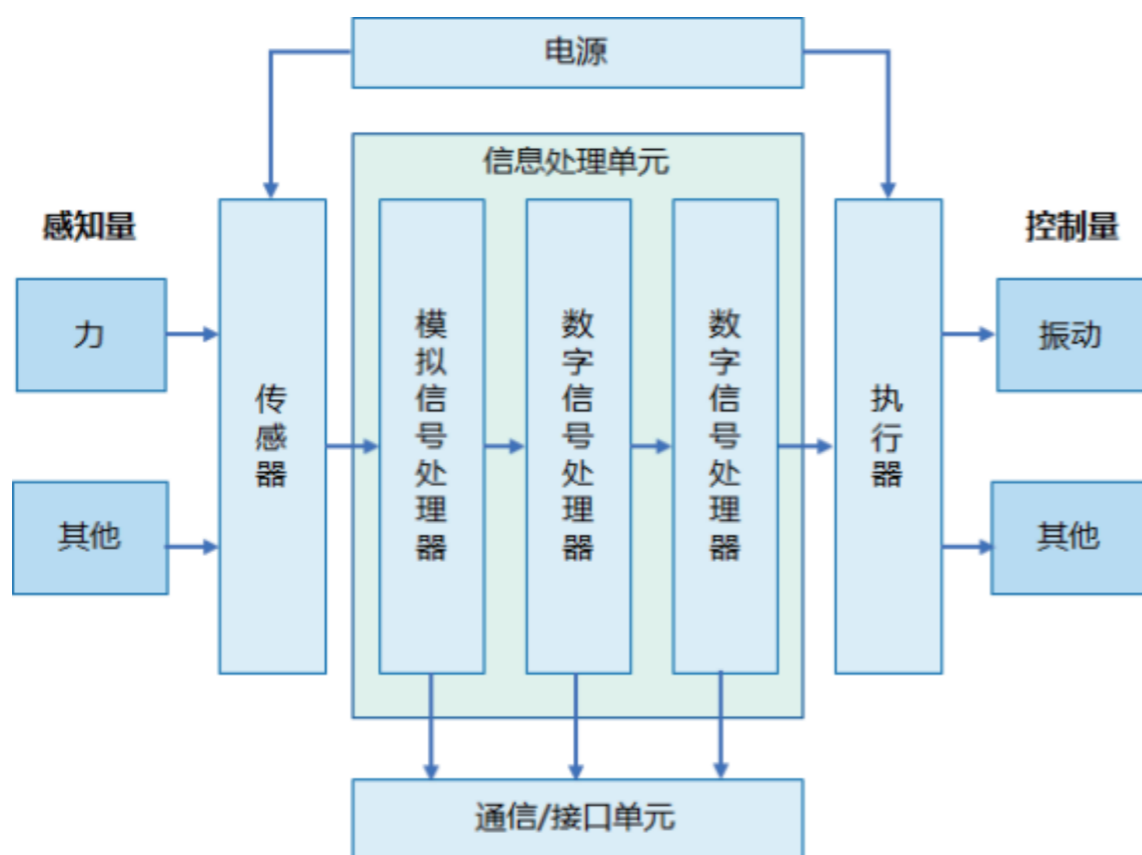 电源
信息处理单元
感知量
控制量
力
其他
传感器
模拟信号处理器
数字信号处理器
数字信号处理器
执行器
振动
其他
通信/接口单元